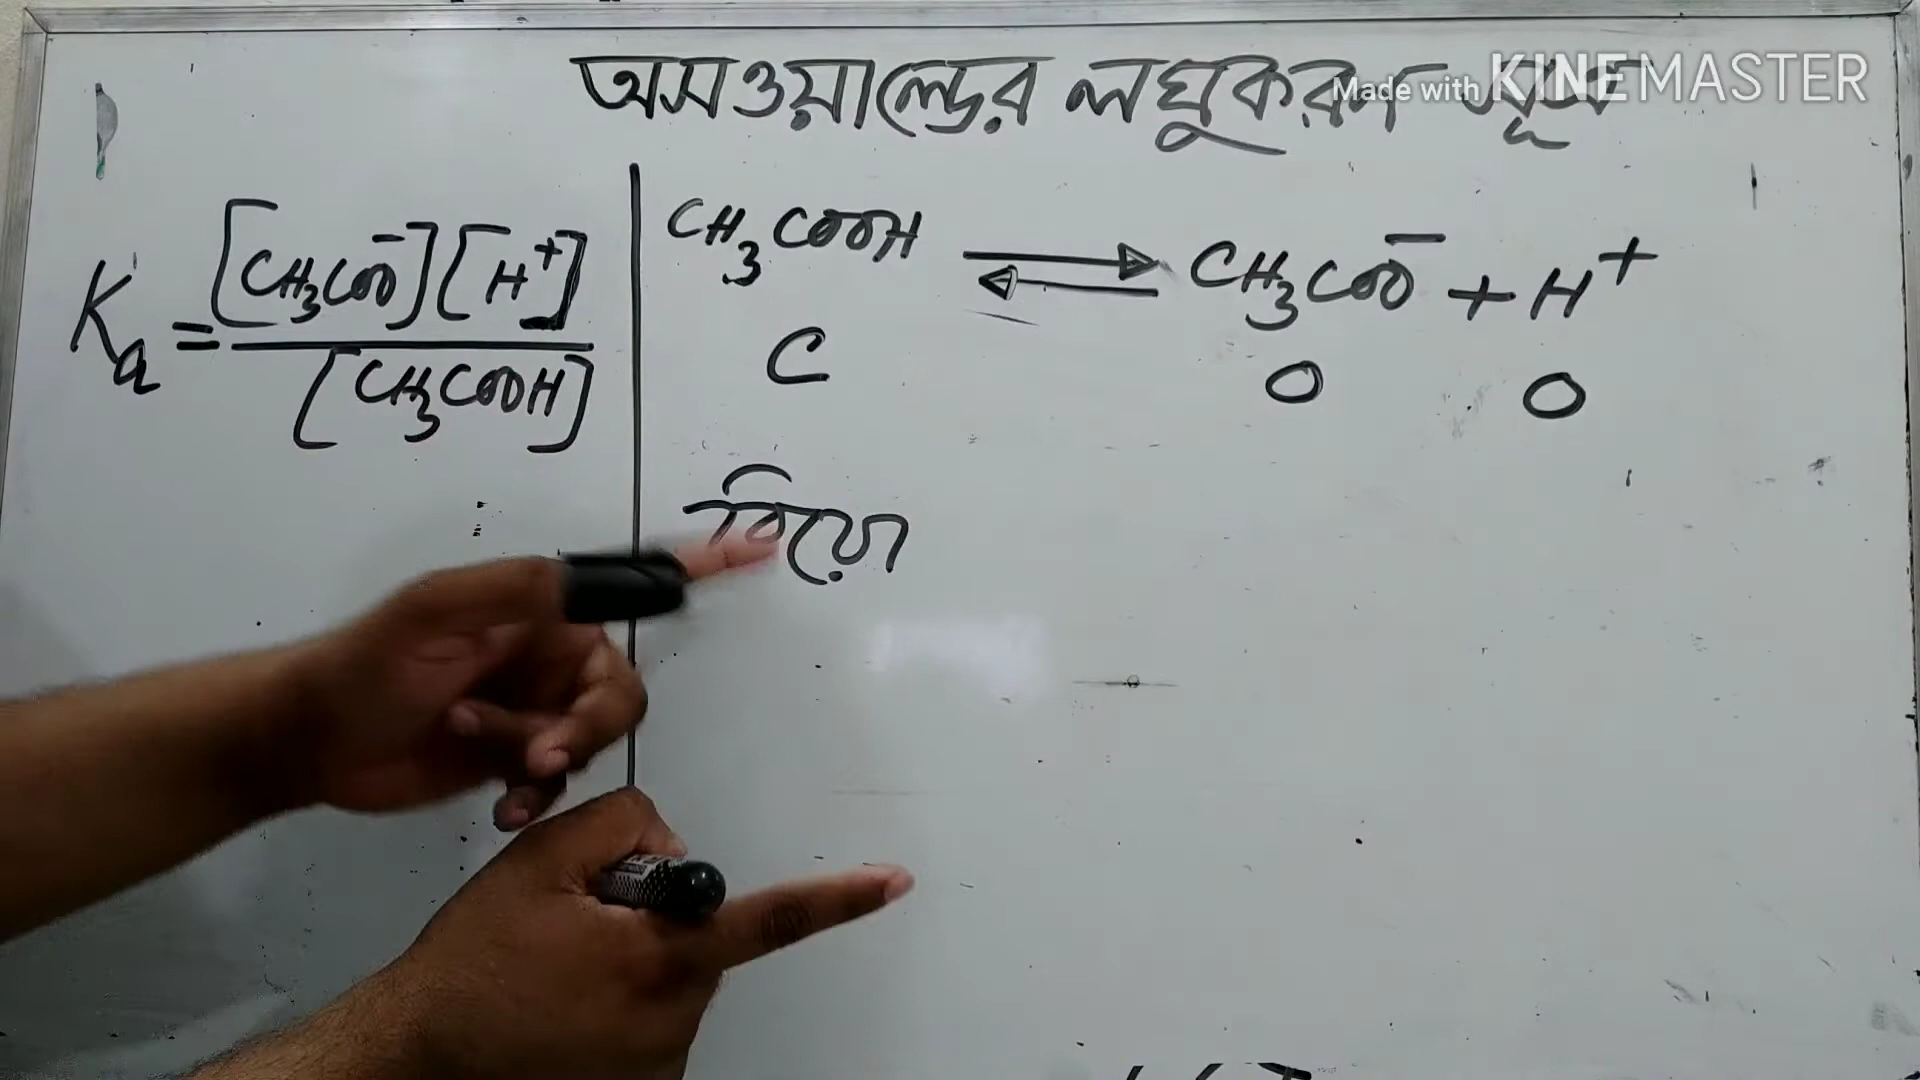 অসওয়াল্ডের লঘুকরণ সূত্র
Made with KINEMASTER
Ka = [CH3COO-][H+] / [CH3COOH]
CH3COOH ⇌ CH3COO- + H+
C 0 0
বিয়ো